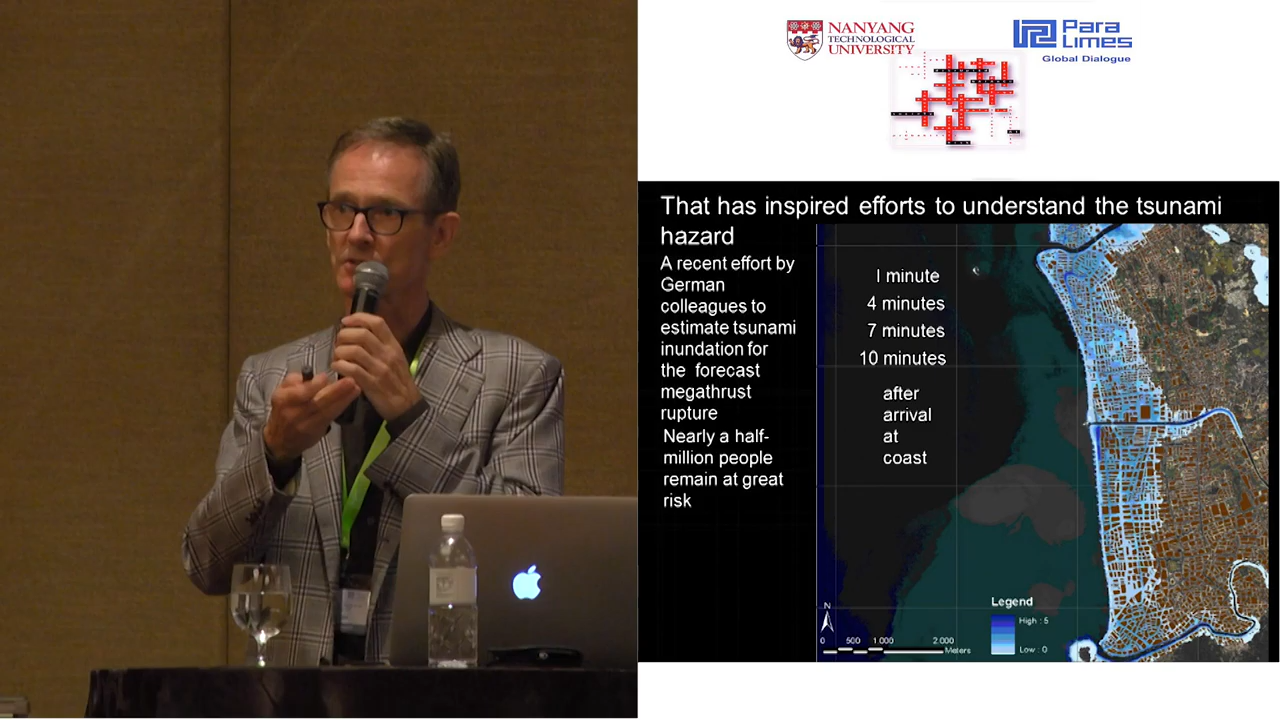 NANYANG
TECHNOLOGICAL
UNIVERSITY
Para
Limes
Global Dialogue
That has inspired efforts to understand the tsunami
hazard
A recent effort by
German
colleagues to
estimate tsunami
inundation for
the forecast
megathrust
rupture
Nearly a half-
million people
remain at great
risk
1 minute
4 minutes
7 minutes
10 minutes
after
arrival
at
coast
N
0 500 1.000 2.000
Meters
Legend
High : 5
Low : 0